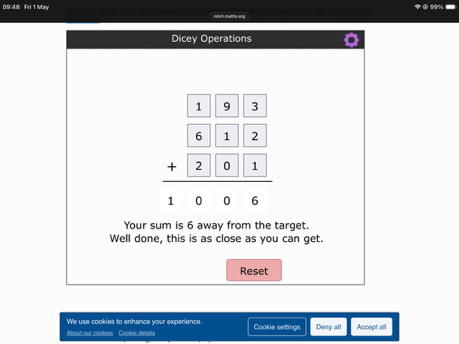 09:48 Fri 1 May
99%
nrich.maths.org
Dicey Operations
1 9 3
6 1 2
+ 2 0 1
1 0 0 6
Your sum is 6 away from the target.
Well done, this is as close as you can get.
Reset
We use cookies to enhance your experience.
About our cookies Cookie details
Cookie settings Deny all Accept all